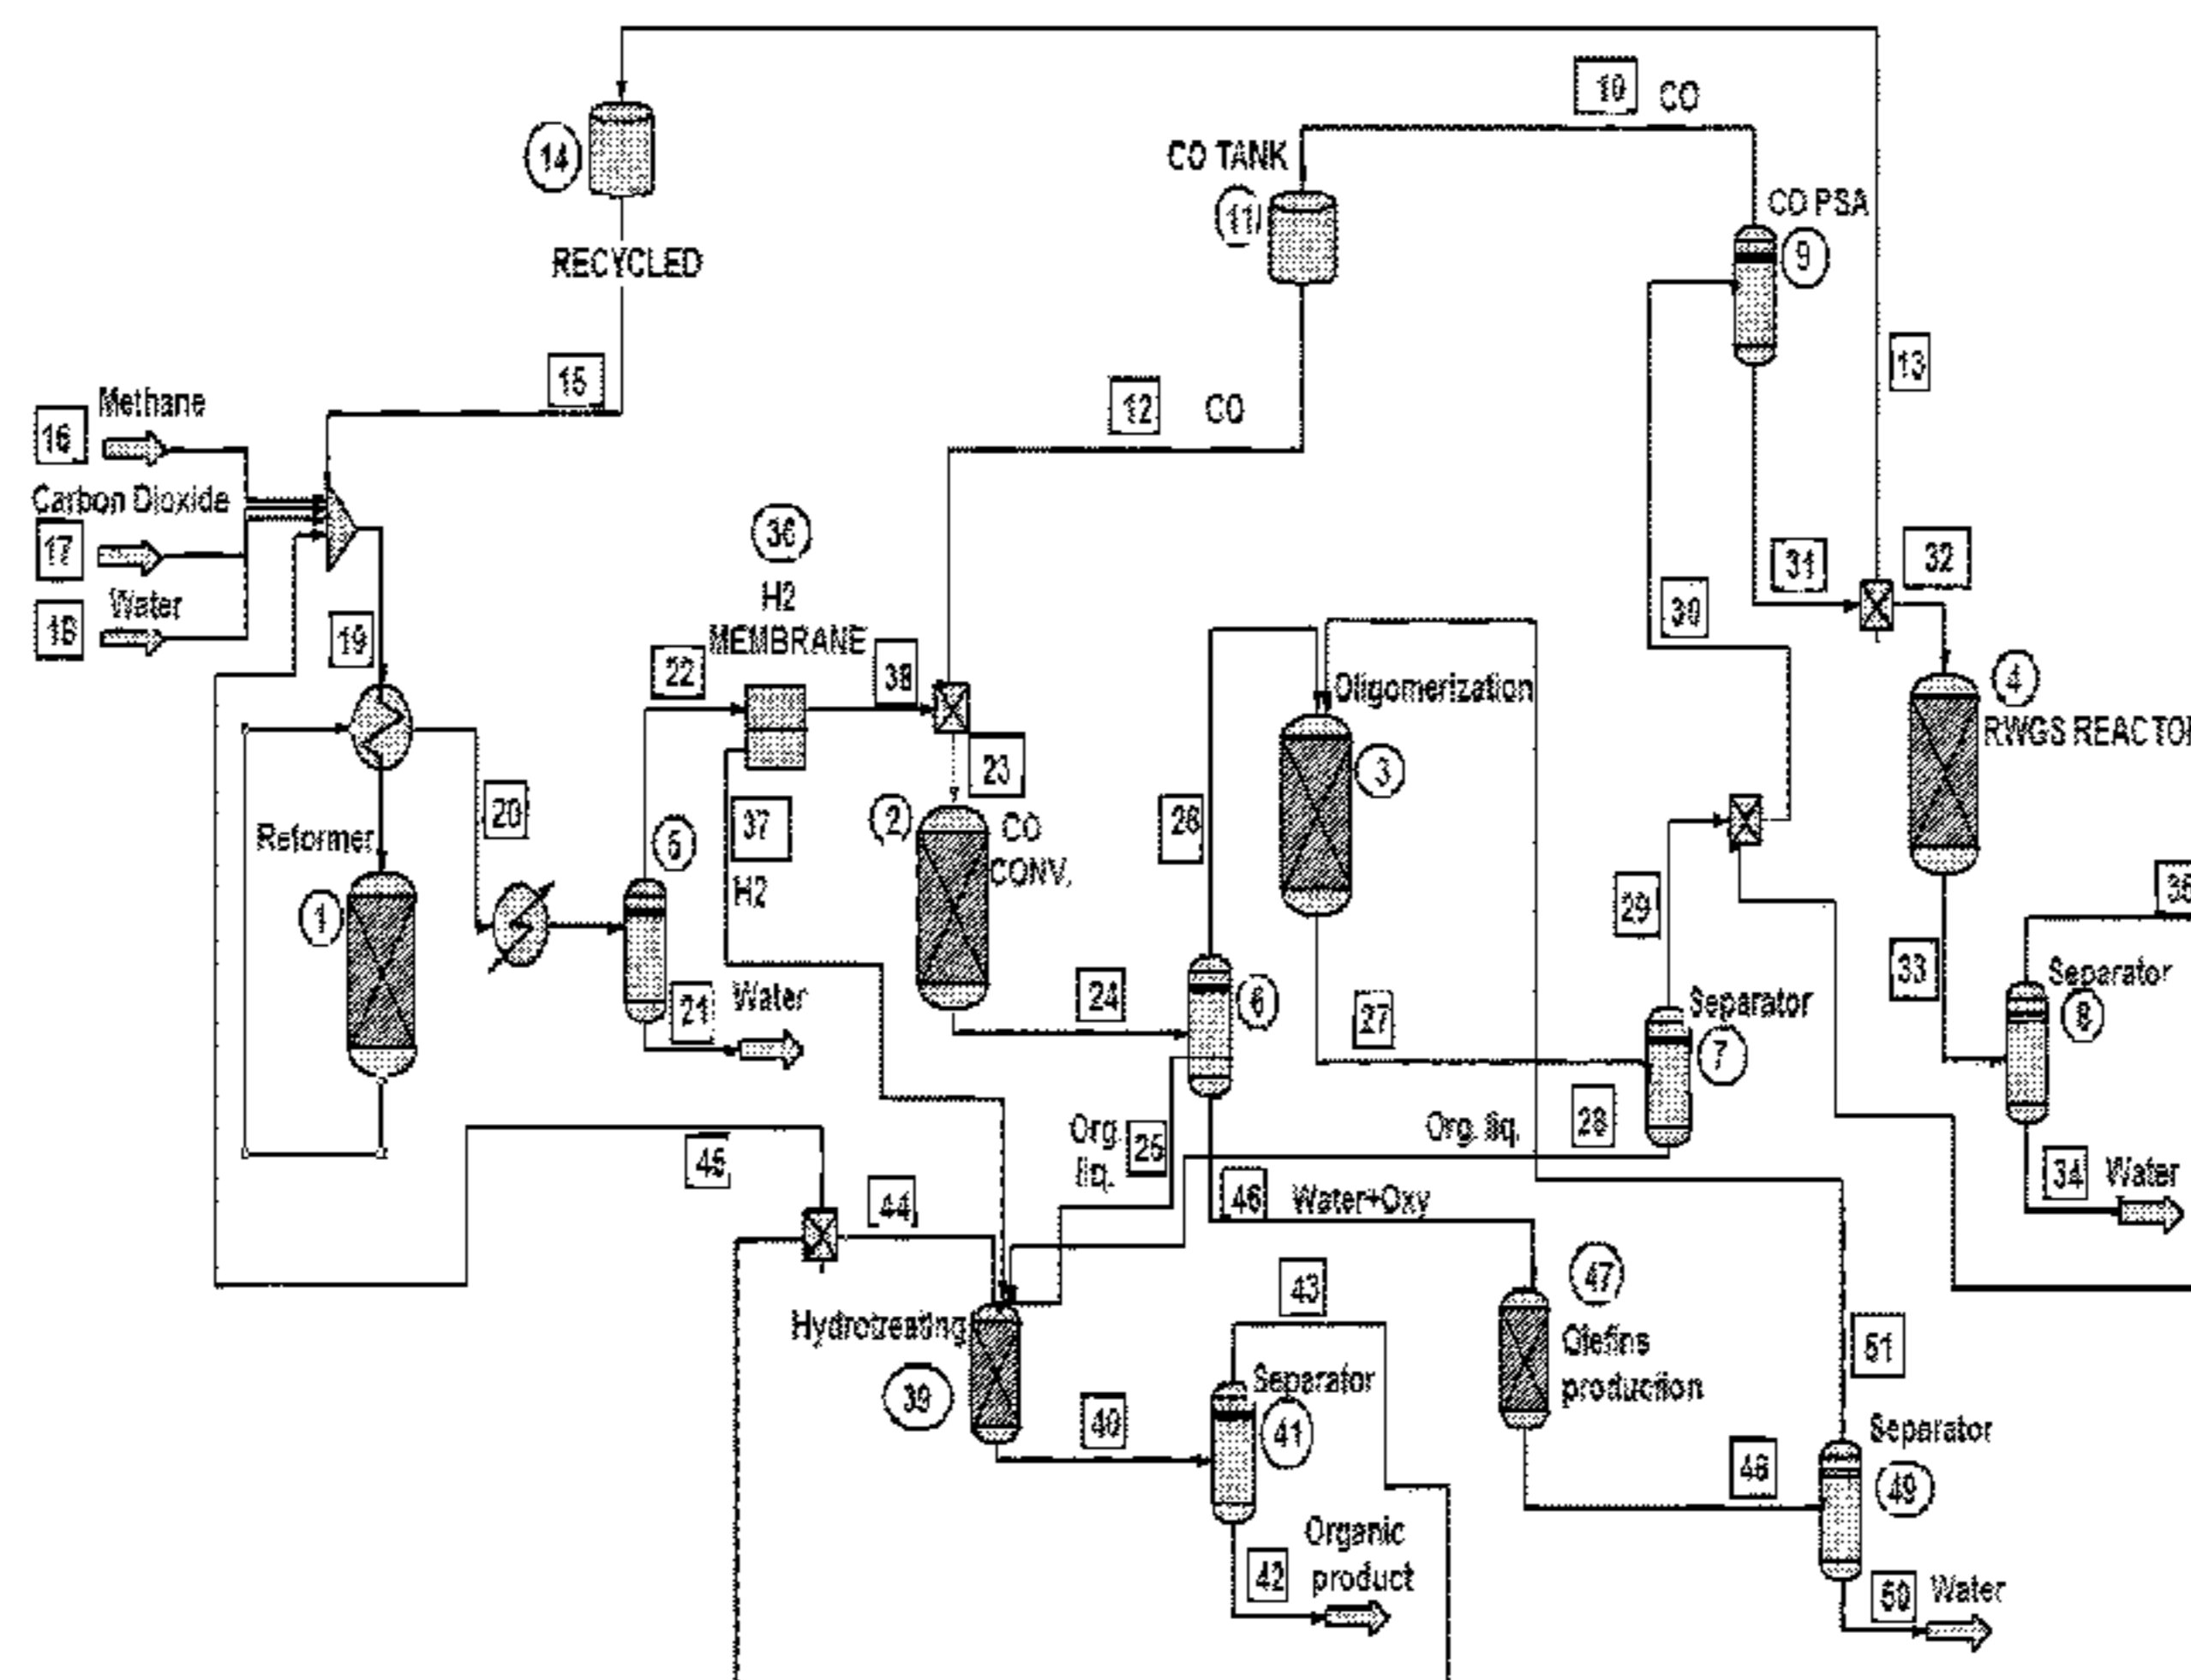 10
CO
14
CO TANK
11
CO PSA
9
RECYCLED
13
15
Methane
16
12
CO
Carbon Dioxide
17
Water
18
36
H2
MEMBRANE
19
22
38
31
32
30
4
RWGS REACTOR
Oligomerization
3
23
20
37
2
CO
CONV.
26
Reformer
1
5
H2
29
35
33
Separator
8
21
Water
24
6
27
Separator
7
Org.
liq.
25
Org. liq.
28
34
Water
45
44
46
Water+Oxy
43
47
Olefins
production
51
Hydrotreating
39
40
Separator
41
48
Separator
49
Organic
product
42
50
Water